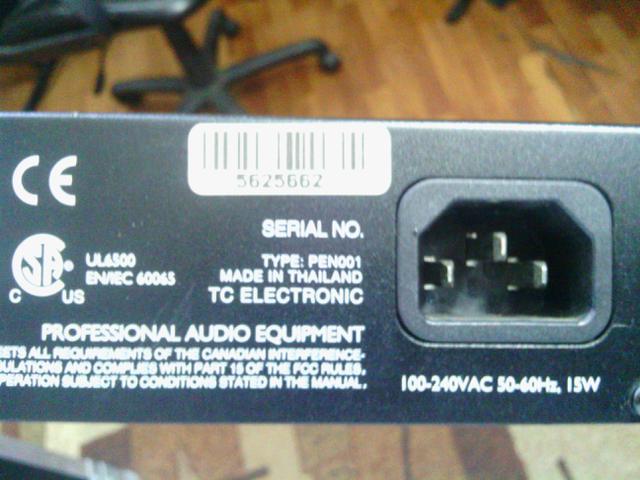 CE
5625662
SERIAL NO.
UL6500
EN/IEC 60065
C US
TYPE: PEN001
MADE IN THAILAND
TC ELECTRONIC
PROFESSIONAL AUDIO EQUIPMENT
ETS ALL REQUIREMENTS OF THE CANADIAN INTERFERENCE-
ULATIONS AND COMPLIES WITH PART 15 OF THE FCC RULES.
PERATION SUBJECT TO CONDITIONS STATED IN THE MANUAL.
100-240VAC 50-60Hz, 15W